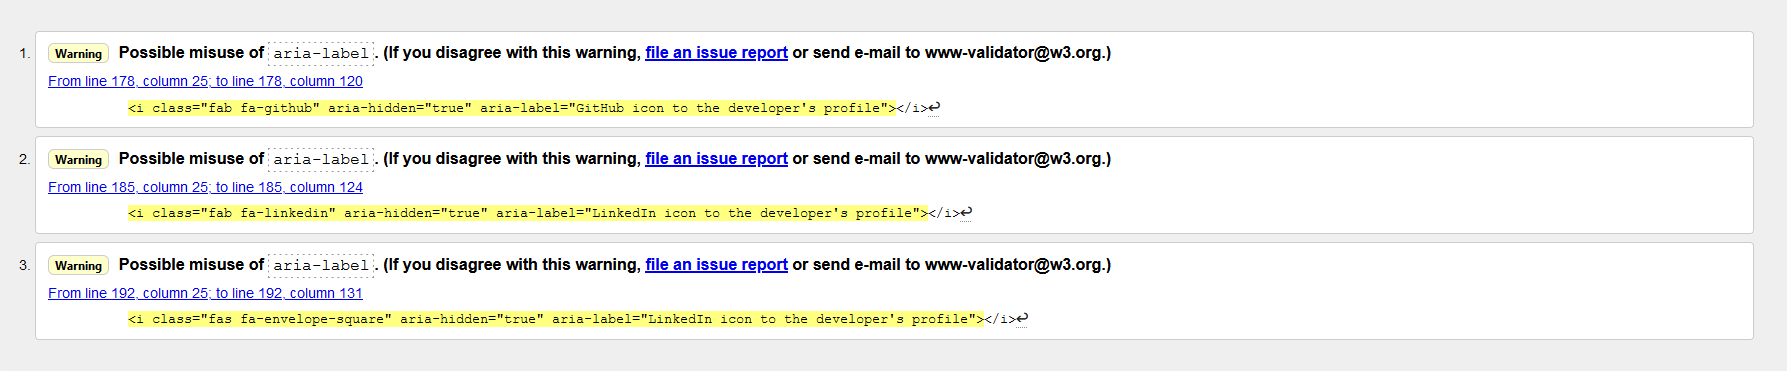 1. Warning Possible misuse of aria-label. (If you disagree with this warning, file an issue report or send e-mail to www-validator@w3.org.)
From line 178, column 25; to line 178, column 120
<i class="fab fa-github" aria-hidden="true" aria-label="GitHub icon to the developer's profile"></i>↩
2. Warning Possible misuse of aria-label. (If you disagree with this warning, file an issue report or send e-mail to www-validator@w3.org.)
From line 185, column 25; to line 185, column 124
<i class="fab fa-linkedin" aria-hidden="true" aria-label="LinkedIn icon to the developer's profile"></i>↩
3. Warning Possible misuse of aria-label. (If you disagree with this warning, file an issue report or send e-mail to www-validator@w3.org.)
From line 192, column 25; to line 192, column 131
<i class="fas fa-envelope-square" aria-hidden="true" aria-label="LinkedIn icon to the developer's profile"></i>↩